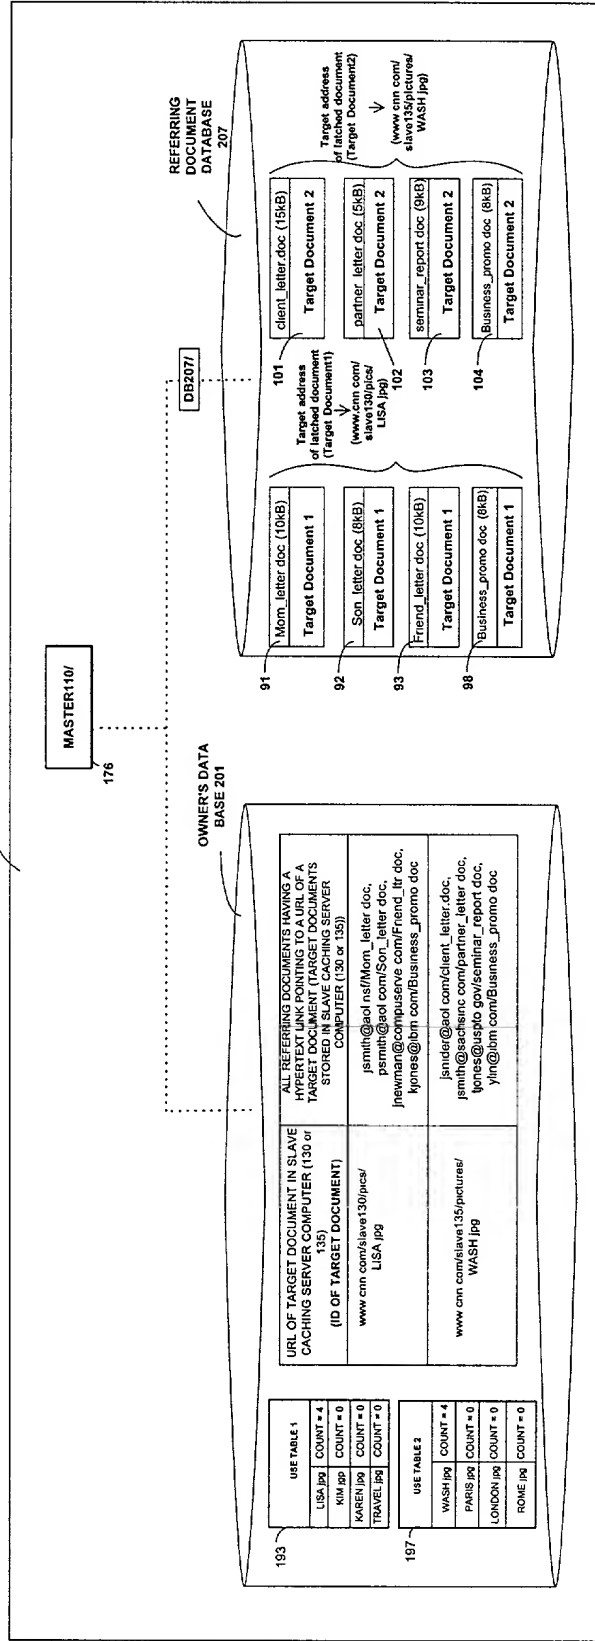 MASTER110/
176
OWNER'S DATA
BASE 201
193
USE TABLE 1
LISA jpg COUNT = 4
KIM jgp COUNT = 0
KAREN jpg COUNT = 0
TRAVEL jpg COUNT = 0
197
USE TABLE 2
WASH jpg COUNT = 4
PARIS jpg COUNT = 0
LONDON jpg COUNT = 0
ROME jpg COUNT = 0
URL OF TARGET DOCUMENT IN SLAVE
CACHING SERVER COMPUTER (130 or
135)
(ID OF TARGET DOCUMENT)
ALL REFERRING DOCUMENTS HAVING A
HYPERTEXT LINK POINTING TO A URL OF A
TARGET DOCUMENT (TARGET DOCUMENTS
STORED IN SLAVE CACHING SERVER
COMPUTER (130 or 135))
www cnn com/slave130/pics/
LISA jpg
jsmith@aol nsf/Mom_letter doc,
psmith@aol com/Son_letter doc,
jnewman@compuserve com/Friend_ltr doc,
kjones@ibm com/Business_promo doc
www cnn com/slave135/pictures/
WASH jpg
jsnider@aol com/client_letter.doc,
jsmith@sachsinc com/partner_letter doc,
tjones@uspto gov/seminar_report doc,
ylin@ibm com/Business_promo doc
DB207/
REFERRING
DOCUMENT
DATABASE
207
91
Mom_letter doc (10kB)
Target Document 1
92
Son_letter doc (8kB)
Target Document 1
93
Friend_letter doc (10kB)
Target Document 1
98
Business_promo doc (8kB)
Target Document 1
Target address
of latched document
(Target Document1)
(www.cnn com/
slave130/pics/
LISA jpg)
101
client_letter.doc (15kB)
Target Document 2
102
partner_letter doc (5kB)
Target Document 2
103
seminar_report doc (9kB)
Target Document 2
104
Business_promo doc (8kB)
Target Document 2
Target address
of latched document
(Target Document2)
(www cnn com/
slave135/pictures/
WASH jpg)